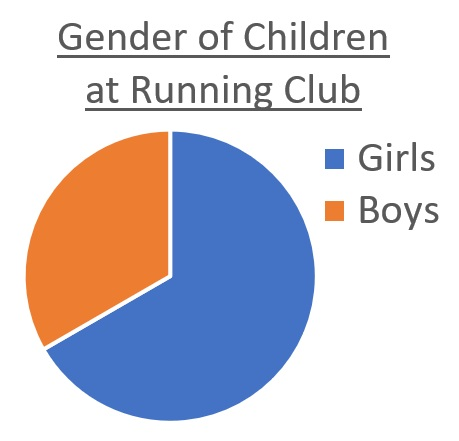 Gender of Children
at Running Club
Girls
Boys